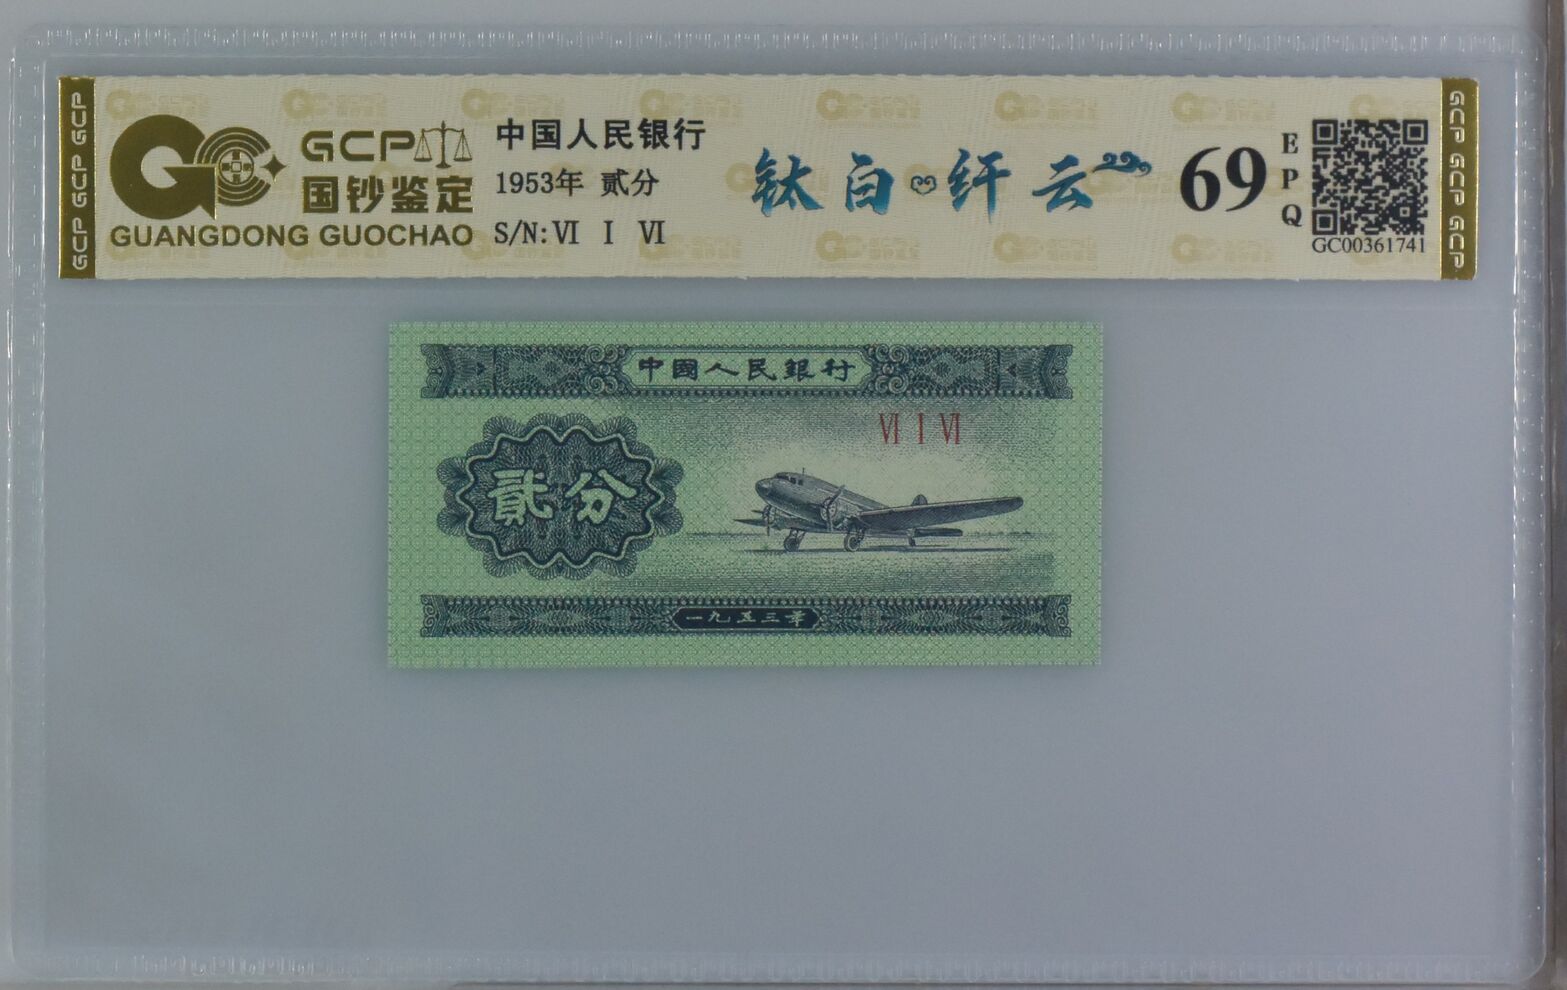 GCP GCP GCP
GCP
国钞鉴定
GUANGDONG GUOCHAO
中国人民银行
1953年 贰分
S/N: VI I VI
钛白 纤云
69
EPQ
GC00361741
GCP GCP GCP
中國人民銀行
VI I VI
貳分
一九五三年